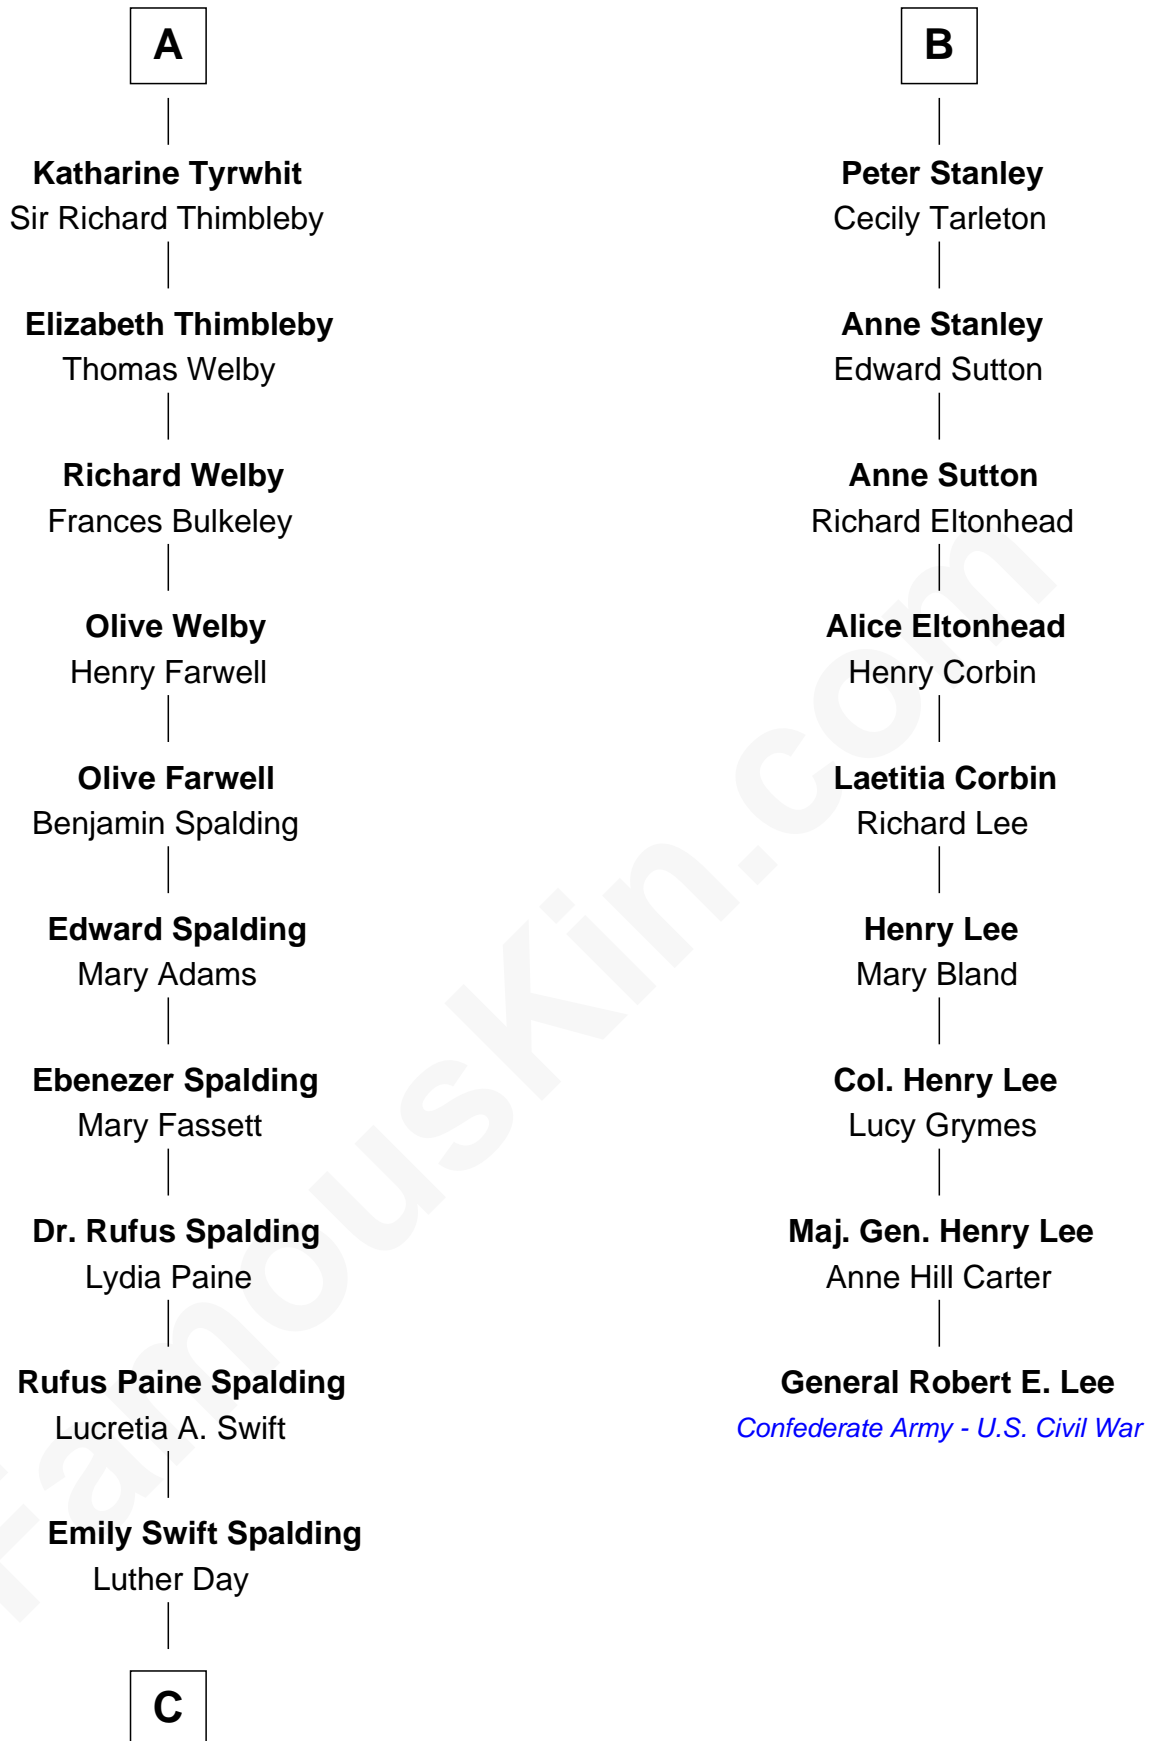 A
Katharine Tyrwhit
Sir Richard Thimbleby
Elizabeth Thimbleby
Thomas Welby
Richard Welby
Frances Bulkeley
Olive Welby
Henry Farwell
Olive Farwell
Benjamin Spalding
Edward Spalding
Mary Adams
Ebenezer Spalding
Mary Fassett
Dr. Rufus Spalding
Lydia Paine
Rufus Paine Spalding
Lucretia A. Swift
Emily Swift Spalding
Luther Day
C
B
Peter Stanley
Cecily Tarleton
Anne Stanley
Edward Sutton
Anne Sutton
Richard Eltonhead
Alice Eltonhead
Henry Corbin
Laetitia Corbin
Richard Lee
Henry Lee
Mary Bland
Col. Henry Lee
Lucy Grymes
Maj. Gen. Henry Lee
Anne Hill Carter
General Robert E. Lee
Confederate Army - U.S. Civil War
FamousKin.com